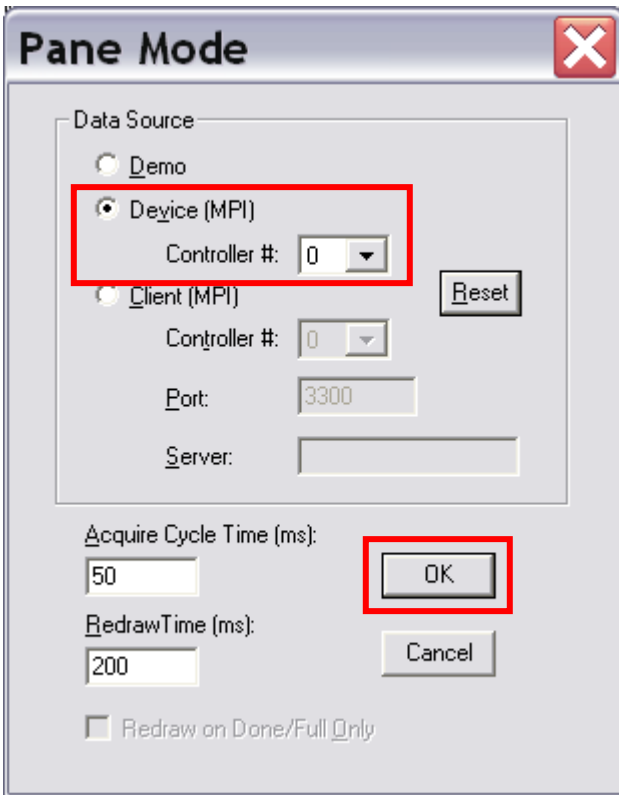 Pane Mode
Data Source
Demo
Device (MPI)
Controller #: 0
Client (MPI)
Reset
Controller #: 0
Port: 3300
Server:
Acquire Cycle Time (ms):
50
OK
RedrawTime (ms):
200
Cancel
Redraw on Done/Full Only